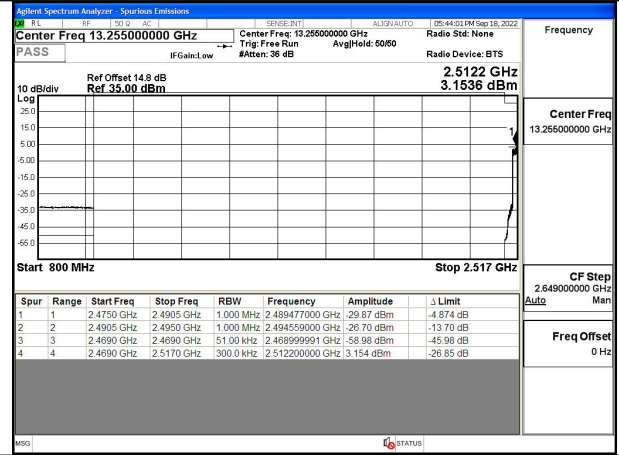 Agilent Spectrum Analyzer - Spurious Emissions
RL RF 50 Ω AC SENSE:INT ALIGN AUTO 05:44:01 PM Sep 18, 2022
Center Freq 13.255000000 GHz
Center Freq: 13.255000000 GHz
Radio Std: None
PASS
IFGain:Low
Trig: Free Run Avg|Hold: 50/50
#Atten: 36 dB
Radio Device: BTS
2.5122 GHz
3.1536 dBm
Ref Offset 14.8 dB
10 dB/div Ref 35.00 dBm
Log
25.0
15.0
5.00
-5.00
-15.0
-25.0
-35.0
-45.0
-55.0
1
Start 800 MHz Stop 2.517 GHz
Spur Range Start Freq Stop Freq RBW Frequency Amplitude Δ Limit
1 1 2.4750 GHz 2.4905 GHz 1.000 MHz 2.489477000 GHz -29.87 dBm -4.874 dB
2 2 2.4905 GHz 2.4950 GHz 1.000 MHz 2.494559000 GHz -26.70 dBm -13.70 dB
3 3 2.4690 GHz 2.4690 GHz 51.00 kHz 2.468999991 GHz -58.98 dBm -45.98 dB
4 4 2.4690 GHz 2.5170 GHz 300.0 kHz 2.512200000 GHz 3.154 dBm -26.85 dB
MSG STATUS
Frequency
Center Freq
13.255000000 GHz
CF Step
2.649000000 GHz
Auto Man
Freq Offset
0 Hz